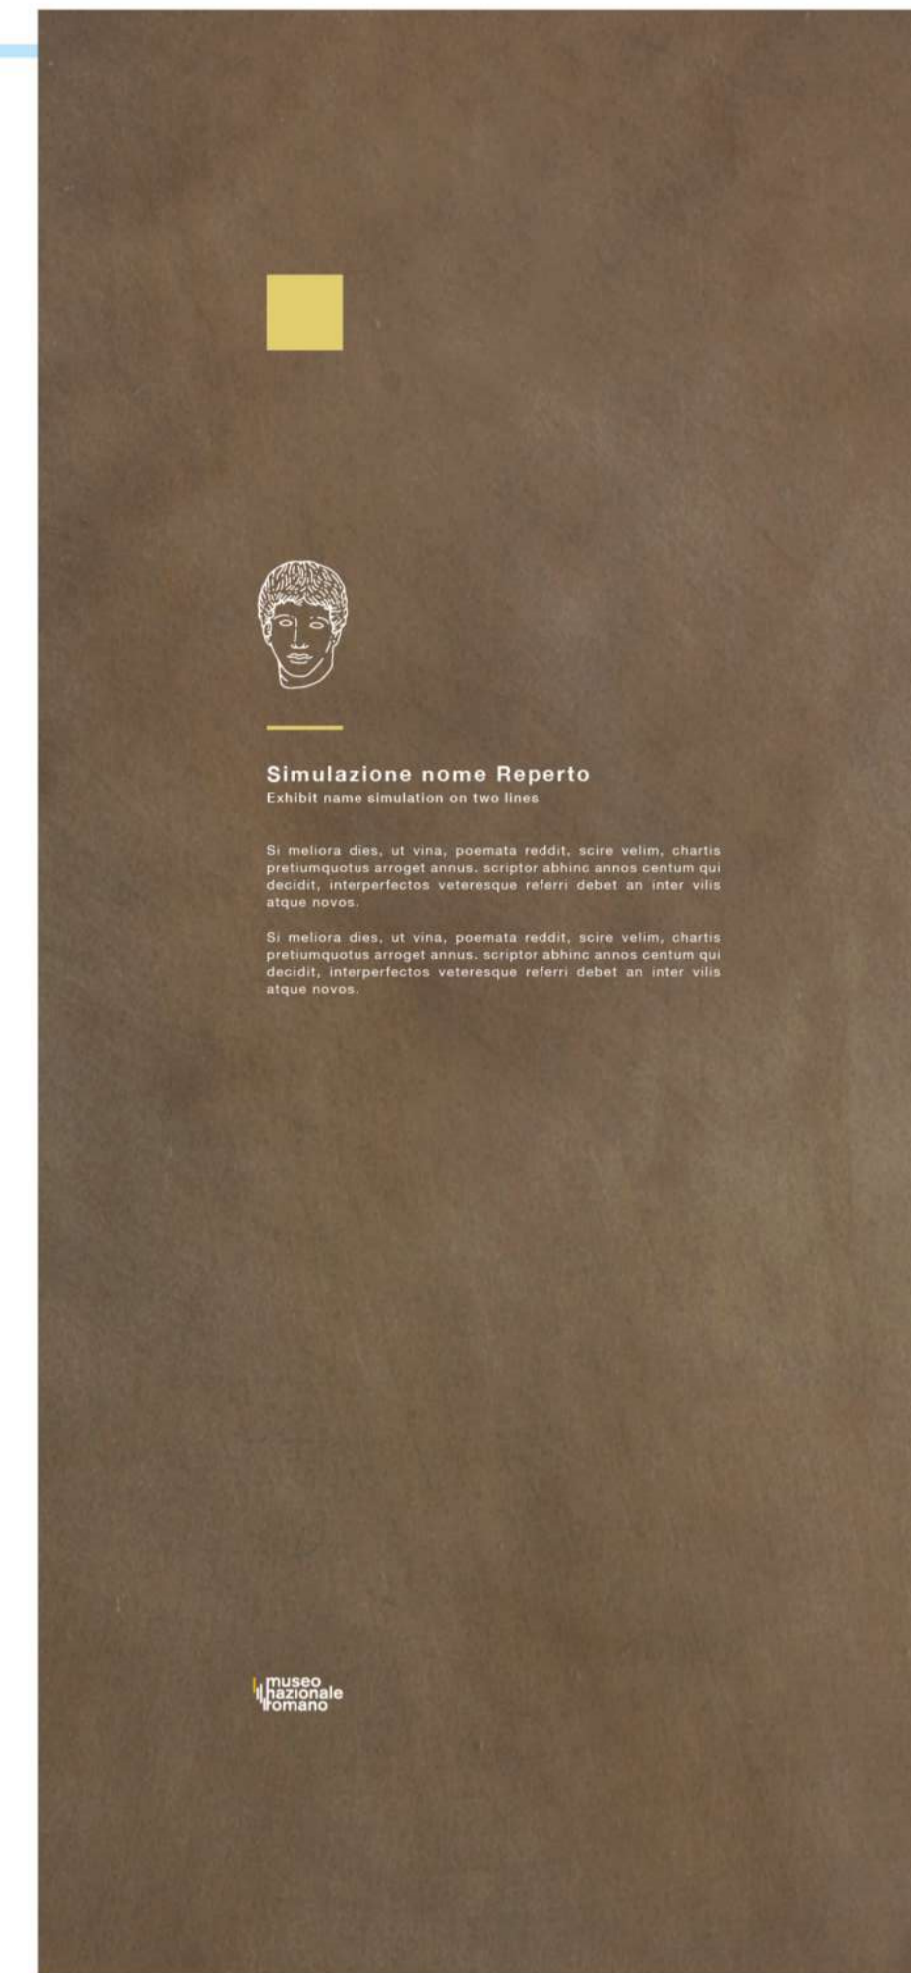 Simulazione nome Reperto
Exhibit name simulation on two lines
Si meliora dies, ut vina, poemata reddit, scire velim, chartis
pretiumquotus arroget annus. scriptor abhinc annos centum qui
decidit, interperfectos veteresque referri debet an inter vilis
atque novos.
Si meliora dies, ut vina, poemata reddit, scire velim, chartis
pretiumquotus arroget annus. scriptor abhinc annos centum qui
decidit, interperfectos veteresque referri debet an inter vilis
atque novos.
museo
nazionale
romano